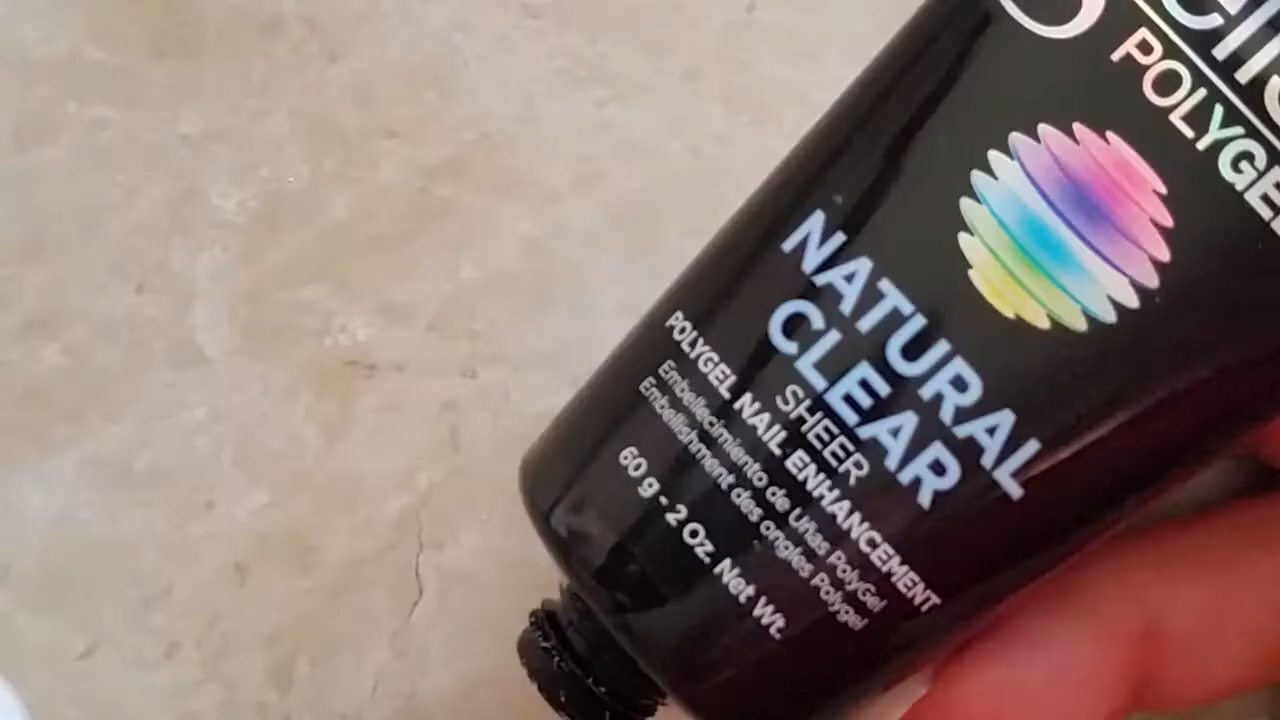 POLYGEL
NATURAL
CLEAR
SHEER
POLYGEL NAIL ENHANCEMENT
Embellecimiento de Uñas PolyGel
Embellishment des ongles Polygel
60 g - 2 Oz. Net Wt.